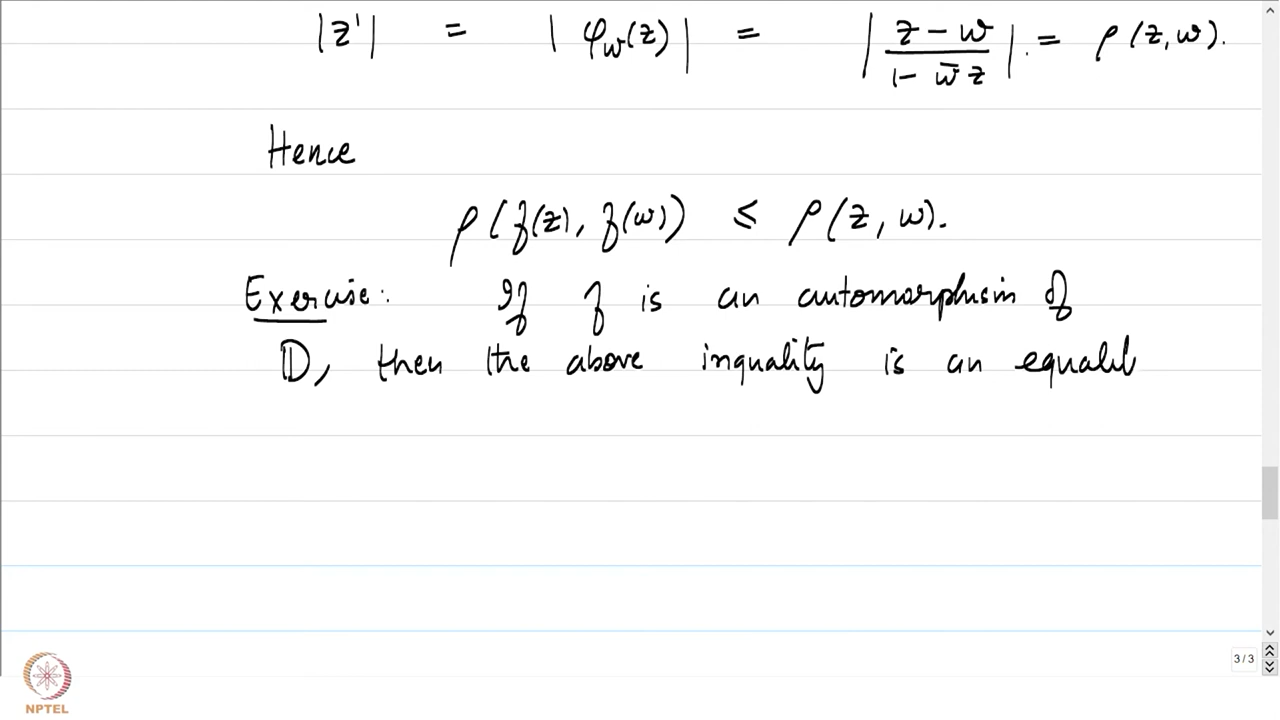 |z'| = | φ_w(z) | = | (z - w) / (1 - w̄ z) | . = ρ(z, w).
Hence
ρ(f(z), f(w)) ≤ ρ(z, w).
Exercise: If f is an automorphism of
𝔻, then the above inquality is an equalit
3 / 3
NPTEL